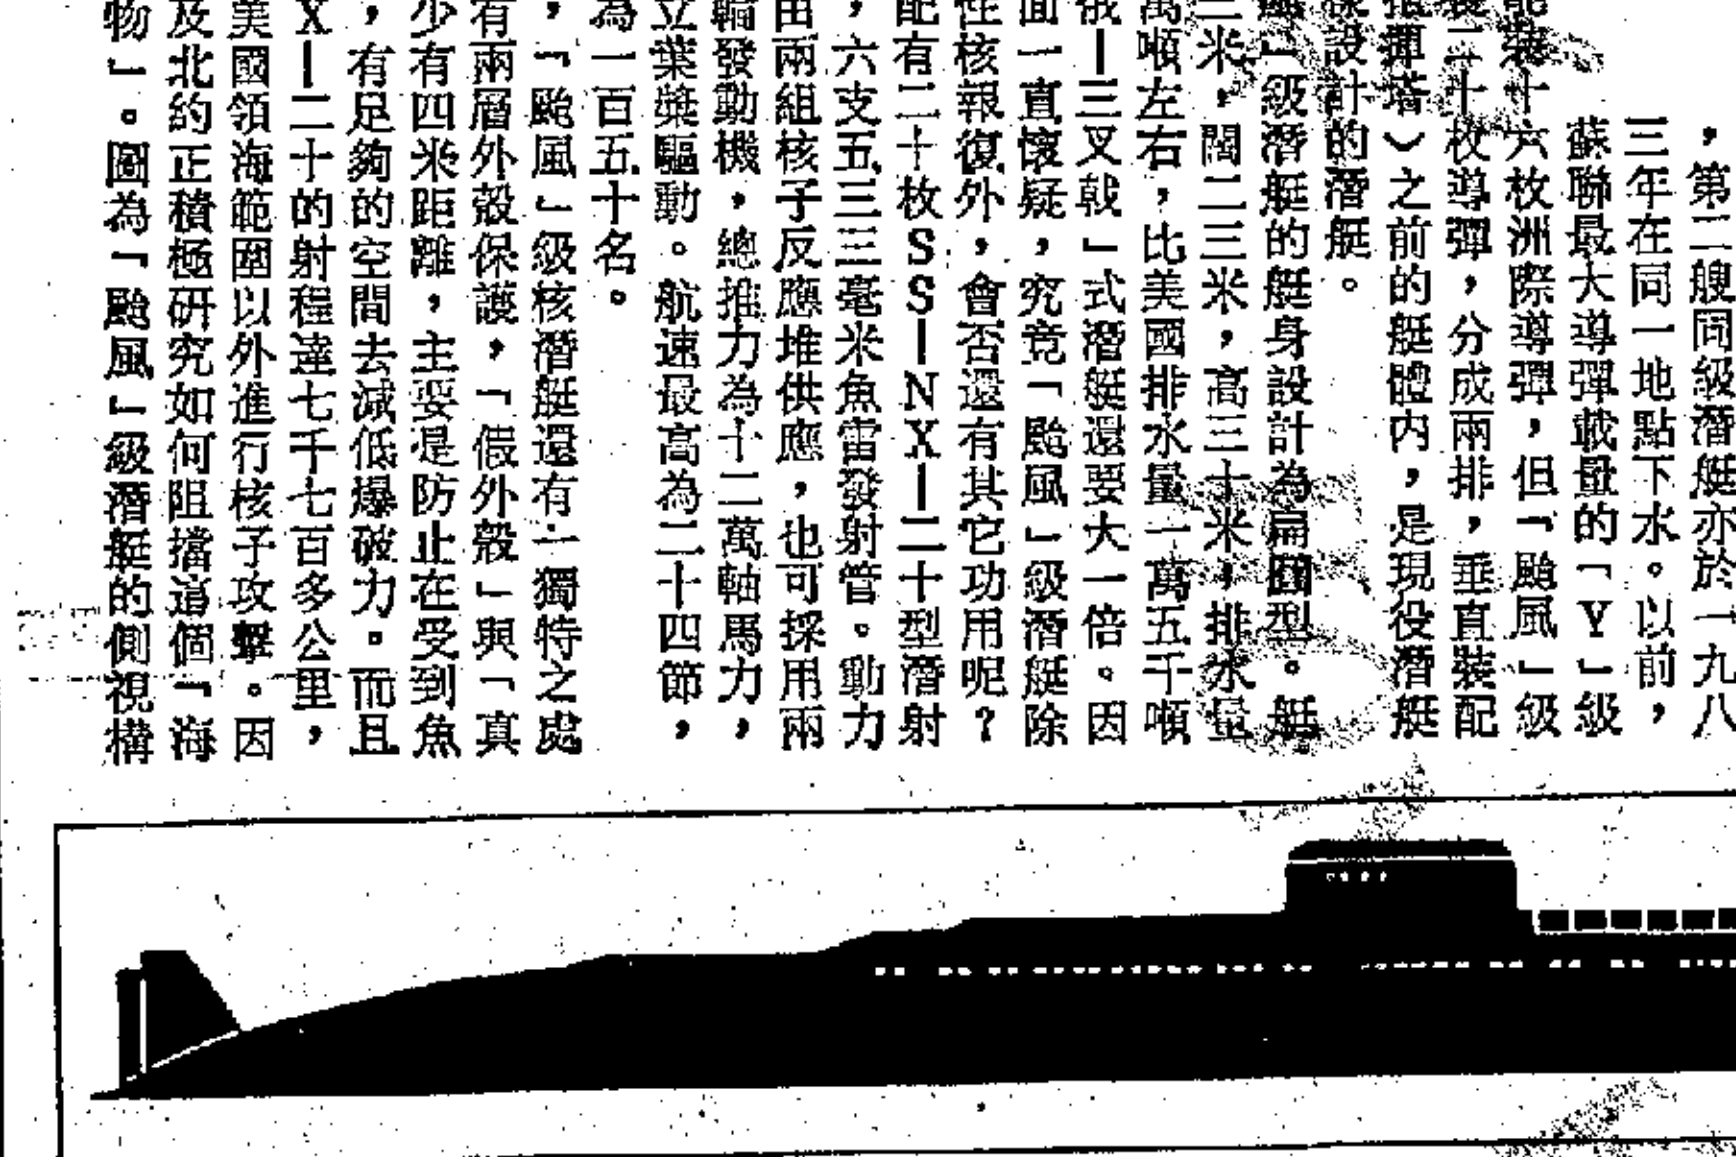 ，第二艘同級潛艇亦於一九八
三年在同一地點下水。以前，
蘇聯最大導彈載量的「Y」級
能裝十六枚洲際導彈，但「颱風」級
裝二十枚導彈，分成兩排，垂直裝配
指揮塔）之前的艇體內，是現役潛艇
設計的潛艇。
」級潛艇的艇身設計為扁圓型。艇
三米，闊二三米，高三十米，排水量
萬噸左右，比美國排水量一萬五千噸
俄—三叉戟」式潛艇還要大一倍。因
面一直懷疑，究竟「颱風」級潛艇除
性核報復外，會否還有其它功用呢？
配有二十枚SS—NX—二十型潛射
，六支五三三毫米魚雷發射管。動力
由兩組核子反應堆供應，也可採用兩
輪發動機，總推力為十二萬軸馬力，
立葉槳驅動。航速最高為二十四節，
為一百五十名。
，「颱風」級核潛艇還有一獨特之處
有兩層外殼保護，「假外殼」與「真
少有四米距離，主要是防止在受到魚
，有足夠的空間去減低爆破力。而且
X—二十的射程達七千七百多公里，
美國領海範圍以外進行核子攻擊。因
及北約正積極研究如何阻擋這個「海
物」。圖為「颱風」級潛艇的側視構